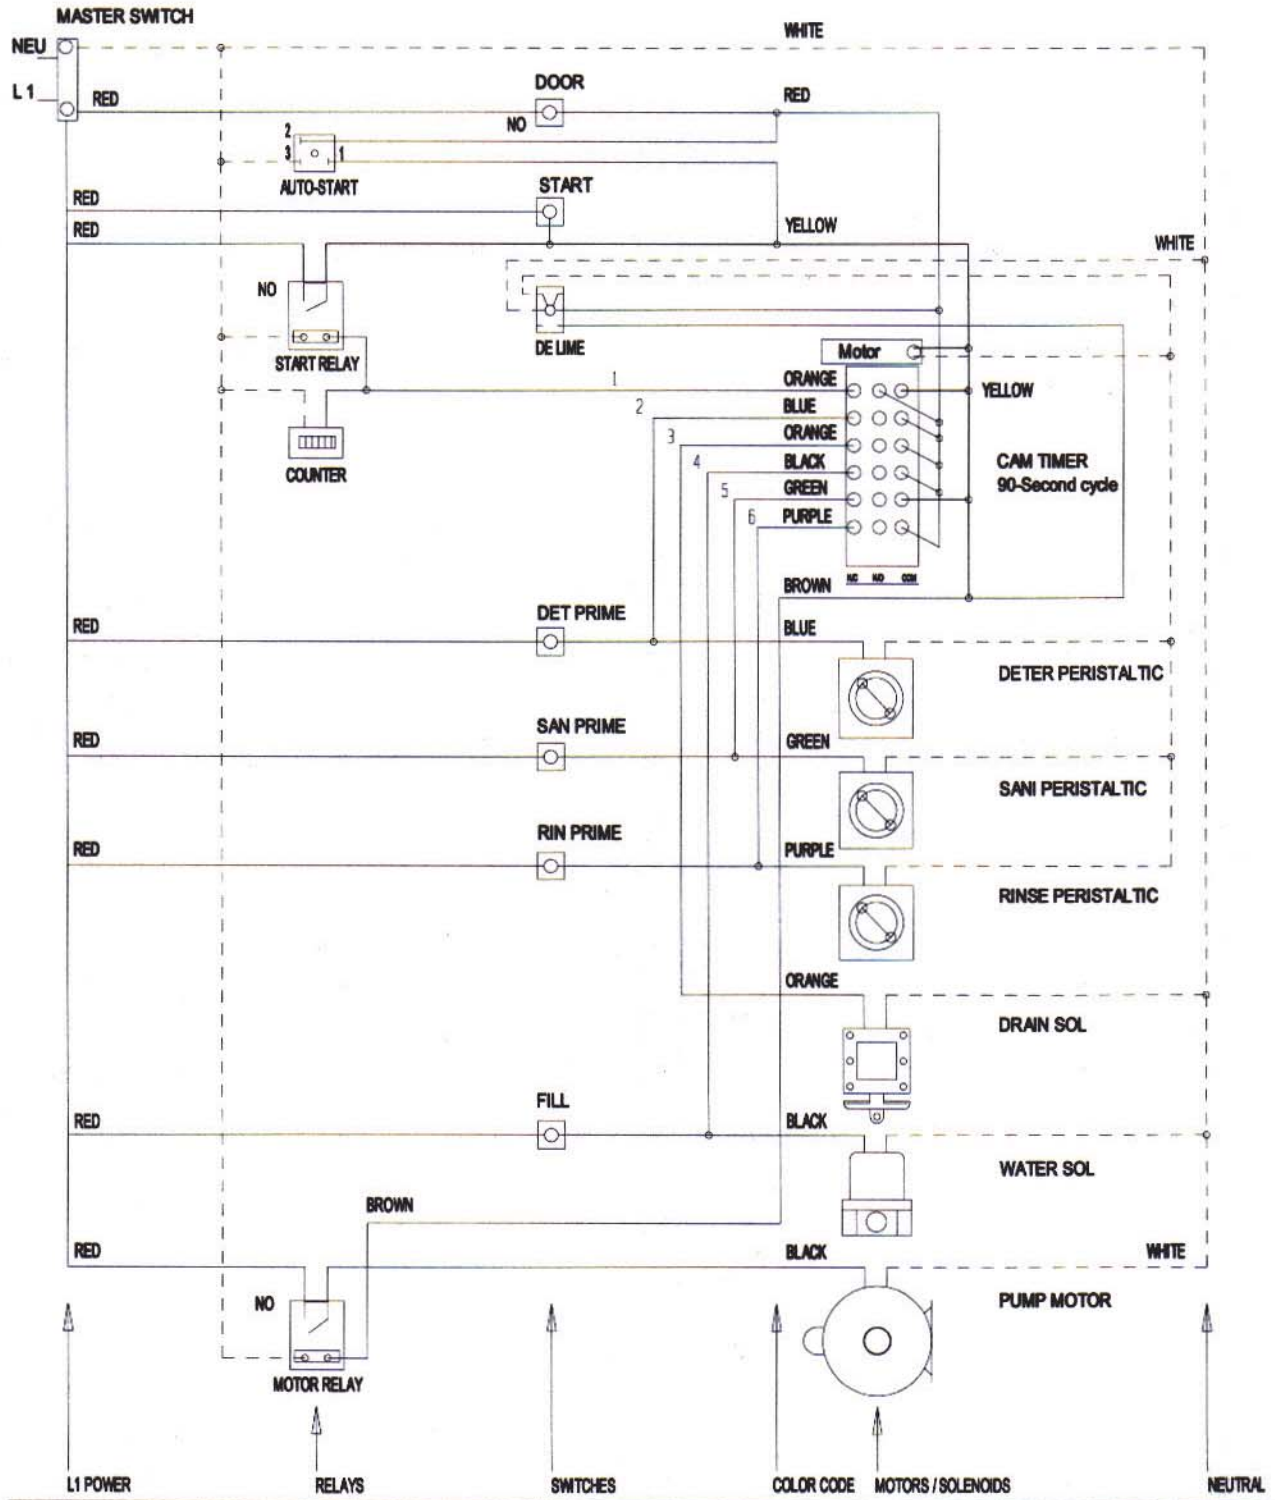 MASTER SWITCH
NEU
WHITE
L 1
RED
DOOR
RED
NO
2
3
1
AUTO-START
START
RED
YELLOW
RED
WHITE
NO
DE LIME
START RELAY
Motor
1
ORANGE
YELLOW
2
BLUE
3
ORANGE
COUNTER
4
BLACK
CAM TIMER
5
GREEN
90-Second cycle
6
PURPLE
N/C N/O COM
BROWN
DET PRIME
RED
BLUE
DETER PERISTALTIC
SAN PRIME
RED
GREEN
SANI PERISTALTIC
RIN PRIME
RED
PURPLE
RINSE PERISTALTIC
ORANGE
DRAIN SOL
FILL
RED
BLACK
WATER SOL
BROWN
RED
BLACK
WHITE
NO
PUMP MOTOR
MOTOR RELAY
L1 POWER
RELAYS
SWITCHES
COLOR CODE
MOTORS / SOLENOIDS
NEUTRAL